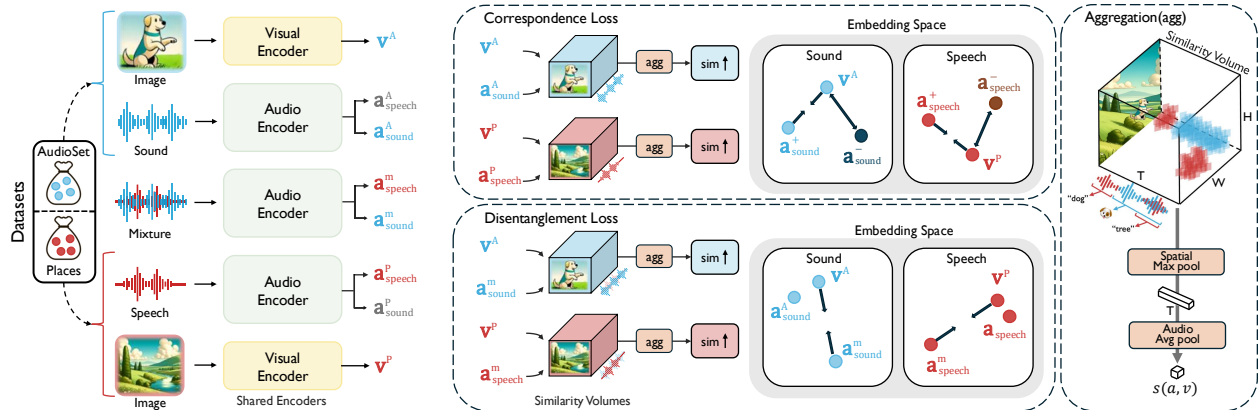 Datasets
AudioSet
Places
Image
Sound
Mixture
Speech
Image
Visual
Encoder
v^A
Audio
Encoder
a^A_speech
a^A_sound
Audio
Encoder
a^m_speech
a^m_sound
Audio
Encoder
a^P_speech
a^P_sound
Visual
Encoder
v^P
Shared Encoders
Correspondence Loss
v^A
a^A_sound
agg
sim ↑
v^P
a^P_speech
agg
sim ↑
Embedding Space
Sound
v^A
a^+_sound
a^-_sound
Speech
a^+_speech
a^-_speech
v^P
Disentanglement Loss
v^A
a^m_sound
agg
sim ↑
v^P
a^m_speech
agg
sim ↑
Similarity Volumes
Embedding Space
Sound
v^A
a^A_sound
a^m_sound
Speech
v^P
a_speech
a^m_speech
Aggregation(agg)
Similarity Volume
H
W
T
"dog"
"tree"
Spatial
Max pool
T
Audio
Avg pool
s(a, v)